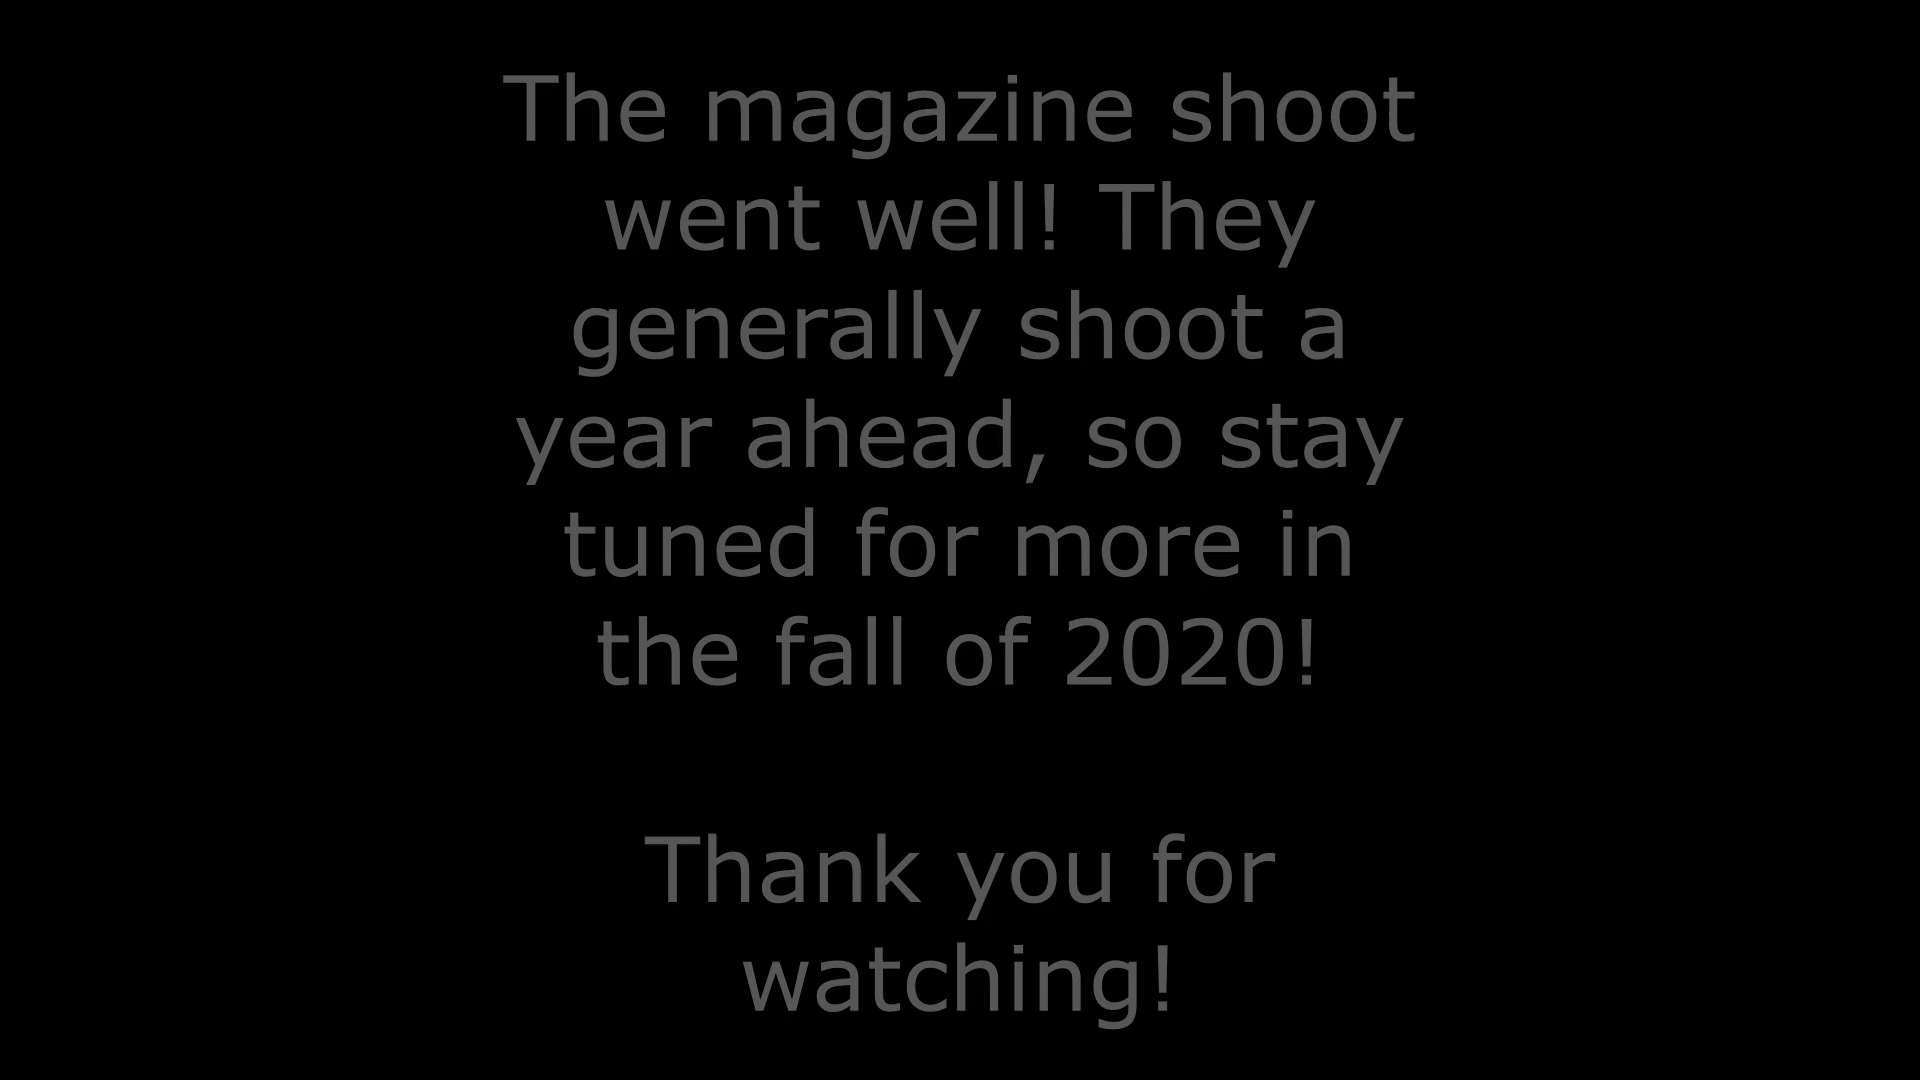 The magazine shoot
went well! They
generally shoot a
year ahead, so stay
tuned for more in
the fall of 2020!
Thank you for
watching!